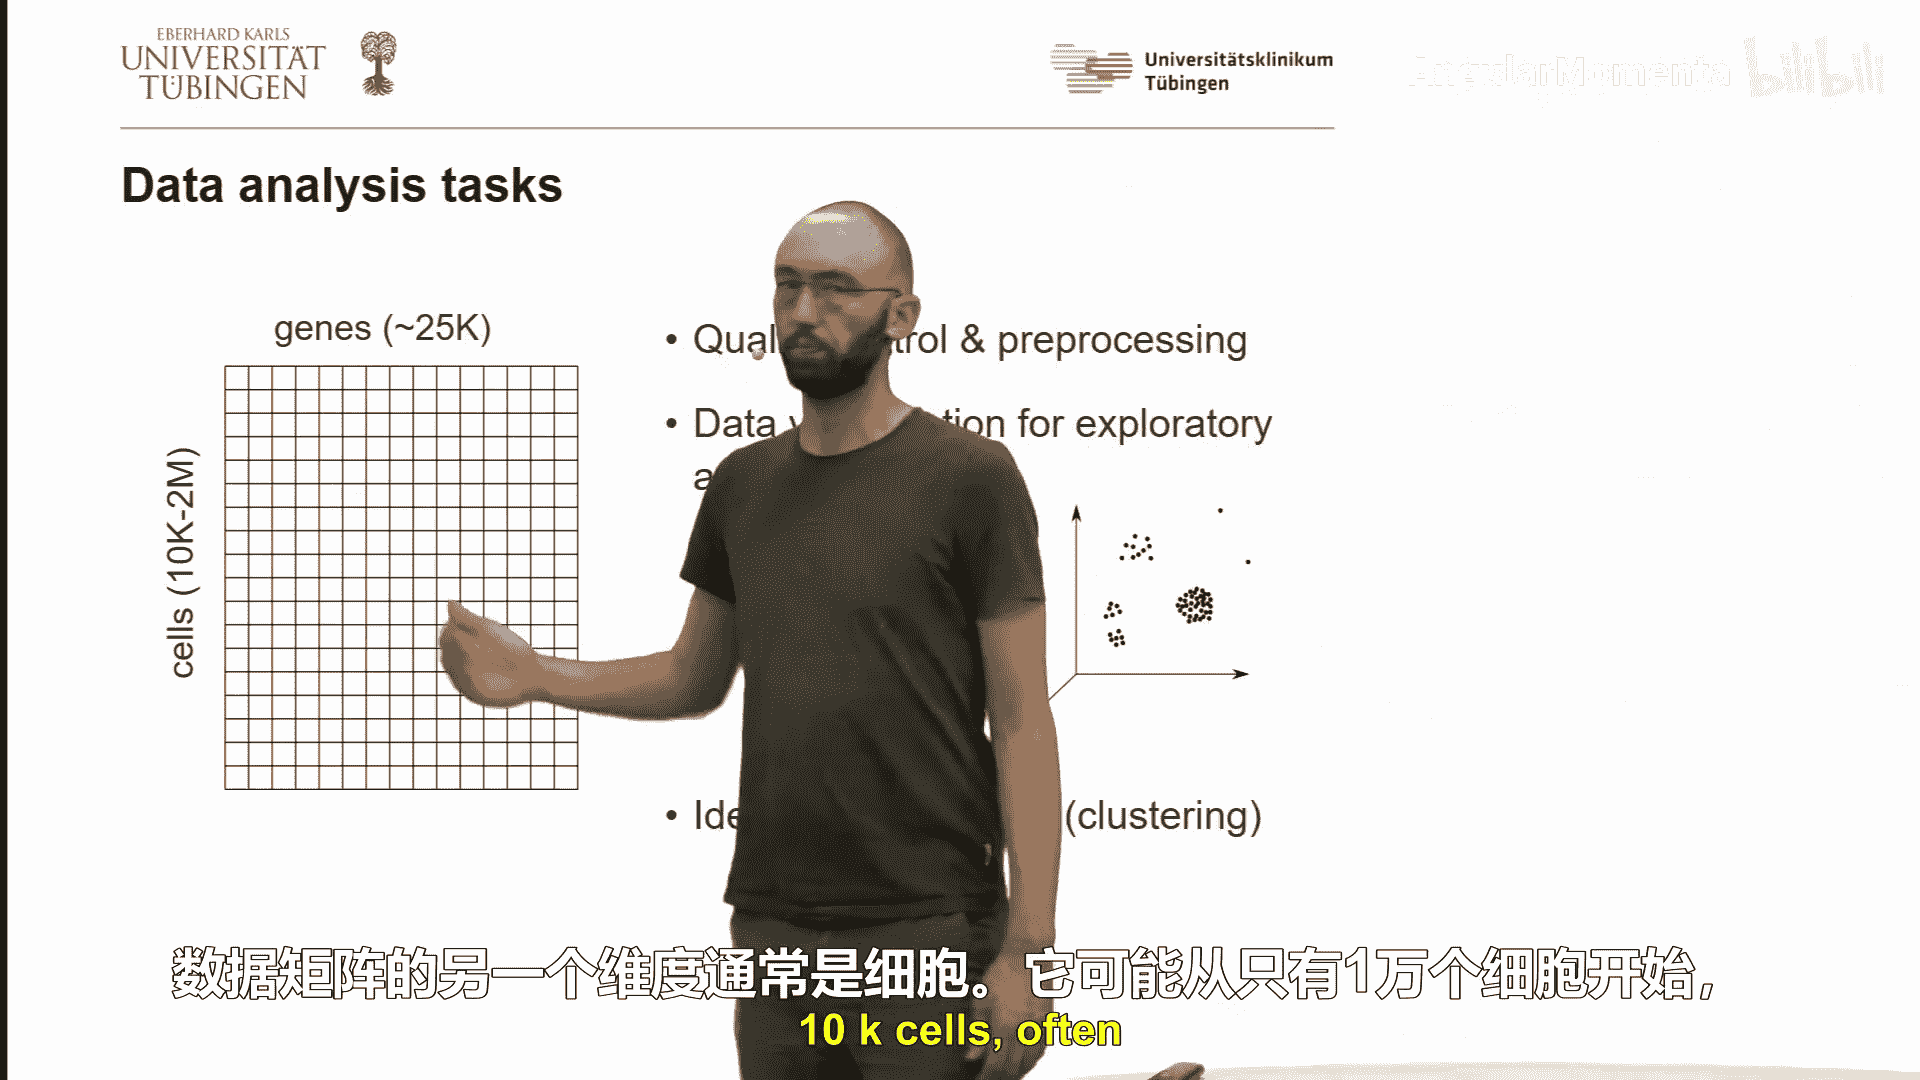 EBERHARD KARLS
UNIVERSITÄT
TÜBINGEN
Universitätsklinikum
Tübingen
AngularMomenta bilibili
Data analysis tasks
genes (~25K)
cells (10K-2M)
• Qual trol & preprocessing
• Data v tion for exploratory
a
• Ide (clustering)
数据矩阵的另一个维度通常是细胞。它可能从只有1万个细胞开始,
10 k cells, often